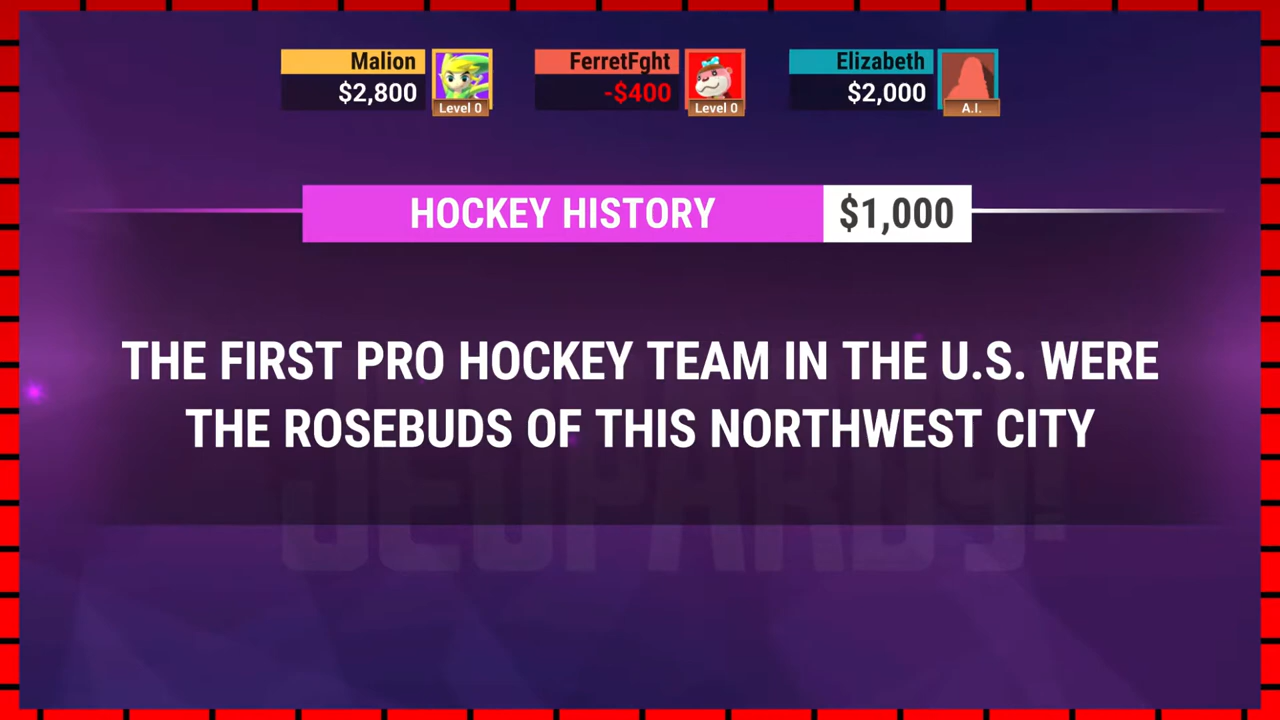 Malion
$2,800
Level 0
FerretFght
-$400
Level 0
Elizabeth
$2,000
A.I.
HOCKEY HISTORY $1,000
THE FIRST PRO HOCKEY TEAM IN THE U.S. WERE
THE ROSEBUDS OF THIS NORTHWEST CITY
JEOPARDY!